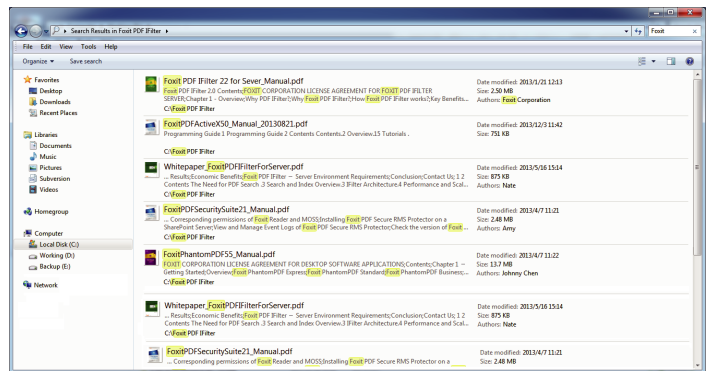 Search Results in Foxit PDF IFilter
Foxit
File Edit View Tools Help
Organize Save search
Favorites
Desktop
Downloads
Recent Places
Libraries
Documents
Music
Pictures
Subversion
Videos
Homegroup
Computer
Local Disk (C:)
Working (D:)
Backup (E:)
Network
Foxit PDF IFilter 22 for Sever_Manual.pdf
Foxit PDF IFilter 2.0 Contents;FOXIT CORPORATION.LICENSE AGREEMENT FOR FOXIT PDF IFILTER
SERVER;Chapter 1 - Overview;Why PDF IFilter?;Why Foxit PDF IFilter?;How Foxit PDF IFilter works?;Key Benefits...
C:\Foxit PDF IFilter
Date modified: 2013/1/21 12:13
Size: 2.50 MB
Authors: Foxit Corporation
FoxitPDFActiveX50_Manual_20130821.pdf
Programming Guide 1 Programming Guide 2 Contents Contents.2 Overview.15 Tutorials .
C:\Foxit PDF IFilter
Date modified: 2013/12/3 11:42
Size: 751 KB
Whitepaper_FoxitPDFIFilterForServer.pdf
... Results;Economic Benefits;Foxit PDF IFilter – Server Environment Requirements;Conclusion;Contact Us; 1 2
Contents The Need for PDF Search .3 Search and Index Overview.3 IFilter Architecture.4 Performance and Scal...
C:\Foxit PDF IFilter
Date modified: 2013/5/16 15:14
Size: 875 KB
Authors: Nate
FoxitPDFSecuritySuite21_Manual.pdf
... Corresponding permissions of Foxit Reader and MOSS;Installing Foxit PDF Secure RMS Protector on a
SharePoint Server;View and Manage Event Logs of Foxit PDF Secure RMS Protector;Check the version of Foxit ...
C:\Foxit PDF IFilter
Date modified: 2013/4/7 11:21
Size: 2.48 MB
Authors: Amy
FoxitPhantomPDF55_Manual.pdf
FOXIT CORPORATION LICENSE AGREEMENT FOR DESKTOP SOFTWARE APPLICATIONS;Contents;Chapter 1 –
Getting Started;Overview;Foxit PhantomPDF Express;Foxit PhantomPDF Standard;Foxit PhantomPDF Business;...
C:\Foxit PDF IFilter
Date modified: 2013/4/7 11:22
Size: 13.7 MB
Authors: Johnny Chen
Whitepaper_FoxitPDFIFilterForServer.pdf
... Results;Economic Benefits;Foxit PDF IFilter – Server Environment Requirements;Conclusion;Contact Us; 1 2
Contents The Need for PDF Search .3 Search and Index Overview.3 IFilter Architecture.4 Performance and Scal...
C:\Foxit PDF IFilter
Date modified: 2013/5/16 15:14
Size: 875 KB
Authors: Nate
FoxitPDFSecuritySuite21_Manual.pdf
... Corresponding permissions of Foxit Reader and MOSS;Installing Foxit PDF Secure RMS Protector on a
Date modified: 2013/4/7 11:21
Size: 2.48 MB